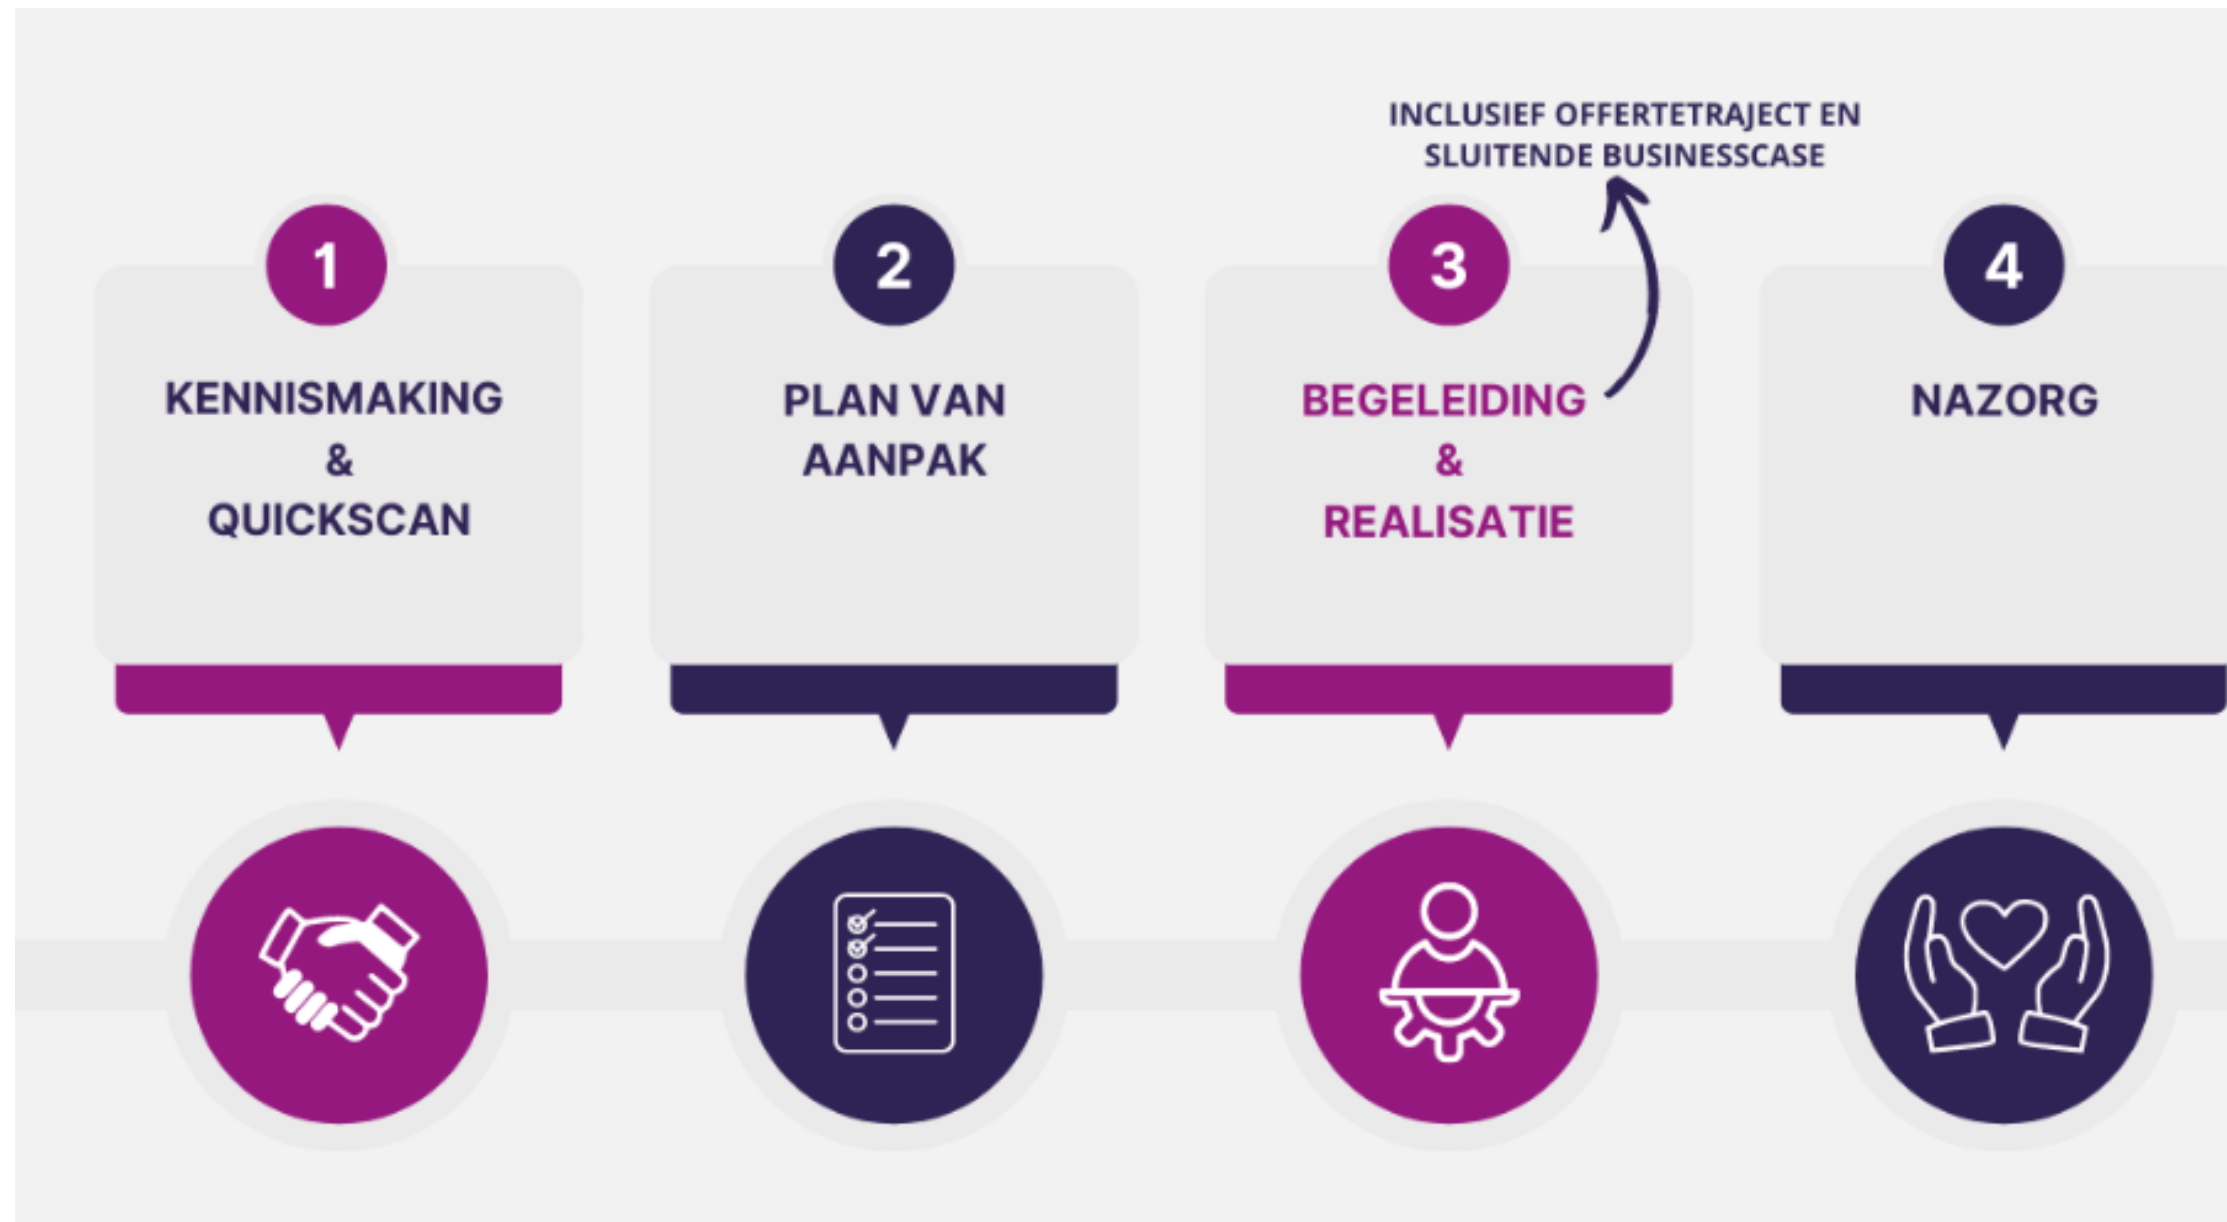 INCLUSIEF OFFERTETRAJECT EN
SLUITENDE BUSINESSCASE
1
KENNISMAKING
&
QUICKSCAN
2
PLAN VAN
AANPAK
3
BEGELEIDING
&
REALISATIE
4
NAZORG